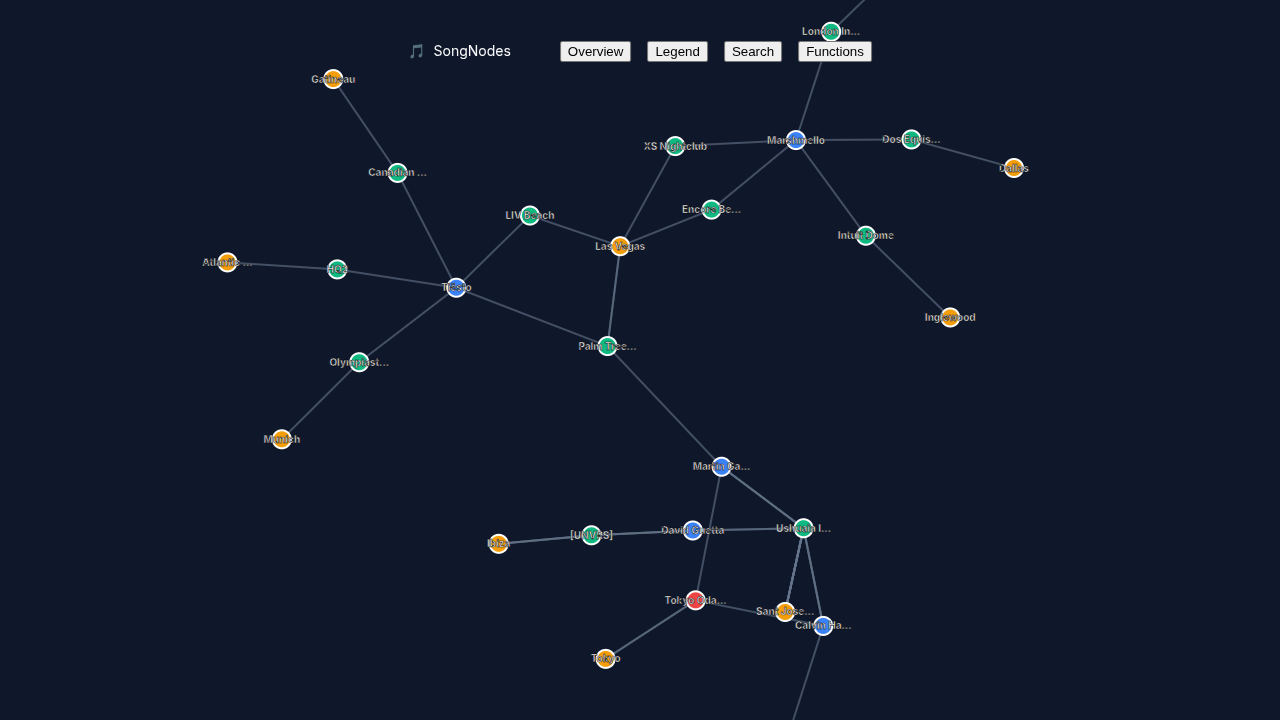 London In...
🎵 SongNodes
Overview
Legend
Search
Functions
Gatineau
Marshmello
Dos Equis...
XS Nightclub
Dallas
Canadian ...
Encore Be...
LIV Beach
Intuit Dome
Las Vegas
Atlantic ...
HQ2
Tiësto
Inglewood
Palm Tree...
Olympiast...
Munich
Martin Ga...
Ushuaïa I...
David Guetta
[UNVRS]
Ibiza
Tokyo Oda...
Sant Jose...
Calvin Ha...
Tokyo